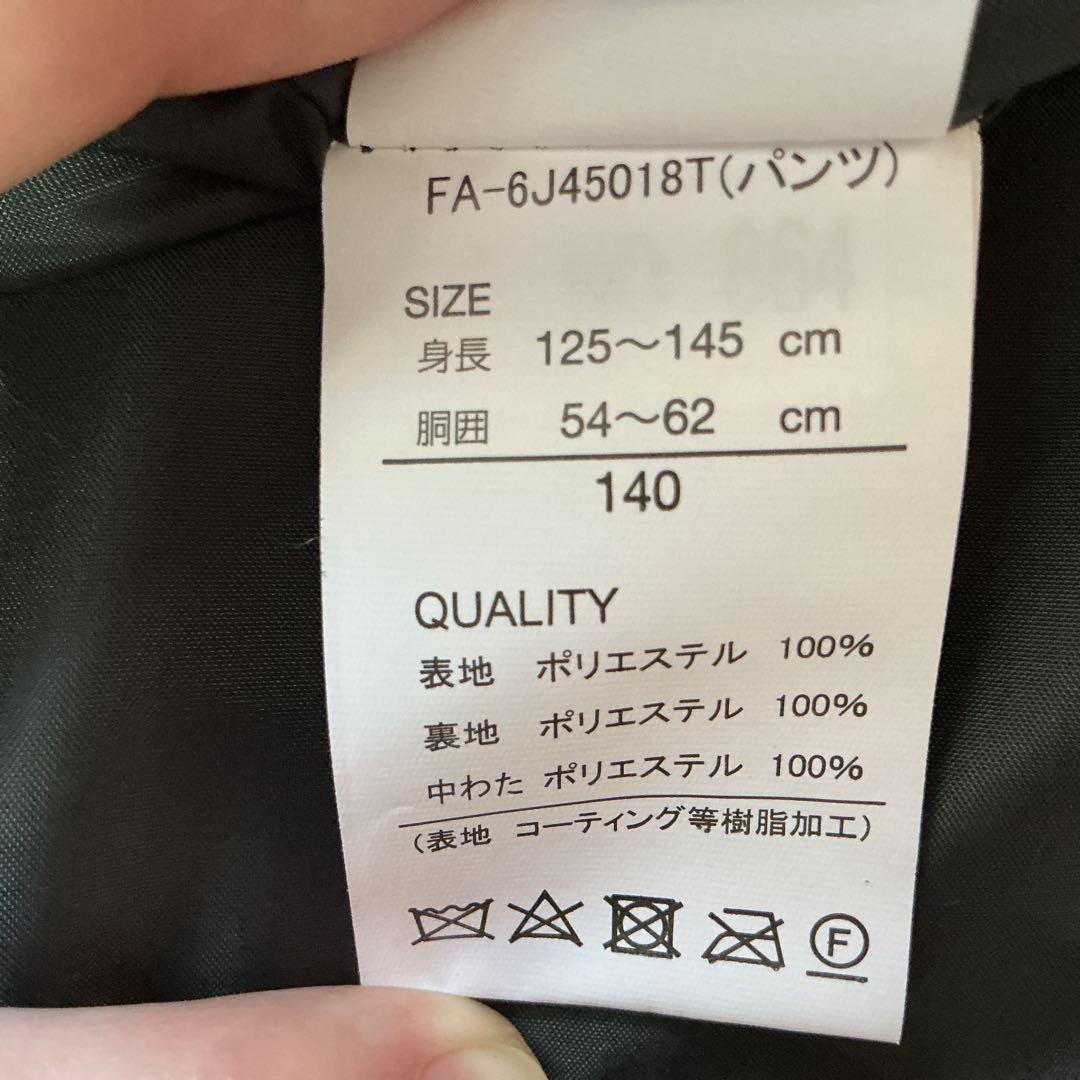 FA-6J45018T(パンツ)
SIZE
身長 125～145 cm
胴囲 54～62 cm
140
QUALITY
表地 ポリエステル 100%
裏地 ポリエステル 100%
中わた ポリエステル 100%
(表地 コーティング等樹脂加工)
F